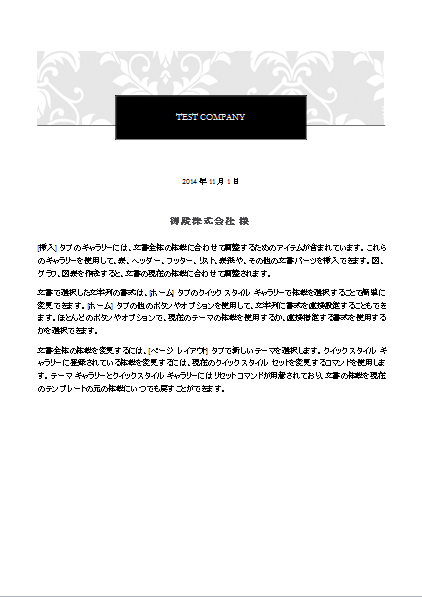 TEST COMPANY
2014 年 11 月 1 日
御殿株式会社 様
[挿入] タブのギャラリーには、文書全体の体裁に合わせて調整するためのアイテムが含まれています。これら
のギャラリーを使用して、表、ヘッダー、フッター、リスト、表紙や、その他の文書パーツを挿入できます。図、
グラフ、図表を作成すると、文書の現在の体裁に合わせて調整されます。
文書で選択した文字列の書式は、[ホーム] タブのクイック スタイル ギャラリーで体裁を選択することで簡単に
変更できます。[ホーム] タブの他のボタンやオプションを使用して、文字列に書式を直接設定することもでき
ます。ほとんどのボタンやオプションで、現在のテーマの体裁を使用するか、直接指定する書式を使用する
かを選択できます。
文書全体の体裁を変更するには、[ページ レイアウト] タブで新しいテーマを選択します。クイックスタイル ギ
ャラリーに登録されている体裁を変更するには、現在のクイックスタイル セットを変更するコマンドを使用しま
す。テーマ ギャラリーとクイックスタイル ギャラリーにはリセットコマンドが用意されており、文書の体裁を現在
のテンプレートの元の体裁にいつでも戻すことができます。